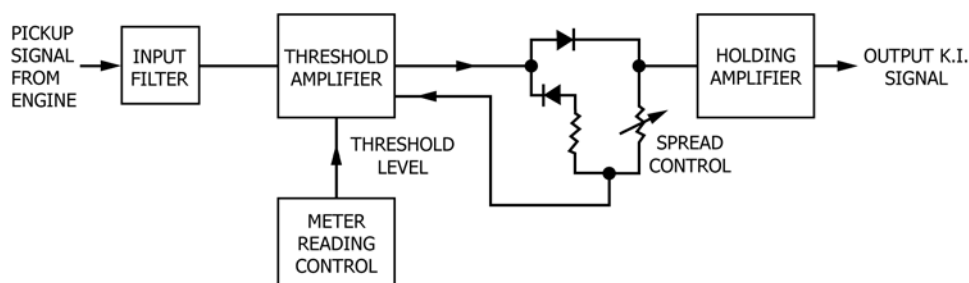 PICKUP
SIGNAL
FROM
ENGINE
INPUT
FILTER
THRESHOLD
AMPLIFIER
THRESHOLD
LEVEL
METER
READING
CONTROL
SPREAD
CONTROL
HOLDING
AMPLIFIER
OUTPUT K.I.
SIGNAL